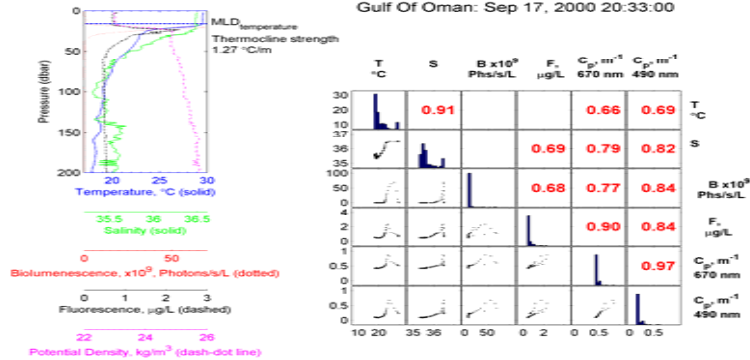 Gulf Of Oman: Sep 17, 2000 20:33:00
0
50
100
150
200
Pressure (dbar)
MLD temperature
Thermocline strength
1.27 °C/m
20 25 30
Temperature, °C (solid)
35.5 36 36.5
Salinity (solid)
0 50
Biolumenescence, x10⁹, Photons/s/L (dotted)
0 1 2 3
Fluorescence, µg/L (dashed)
22 24 26
Potential Density, kg/m³ (dash-dot line)
T
°C
S
B x10⁹
Phs/s/L
F,
µg/L
Cp, m⁻¹
670 nm
Cp, m⁻¹
490 nm
30
20
10
0.91
0.66
0.69
T
°C
37
36
35
0.69
0.79
0.82
S
100
50
0
0.68
0.77
0.84
B x10⁹
Phs/s/L
4
2
0
0.90
0.84
F,
µg/L
1
0.5
0
0.97
Cp, m⁻¹
670 nm
1
0.5
0
Cp, m⁻¹
490 nm
10 20 35 36 0 50 0 2 0 0.5 0 0.5